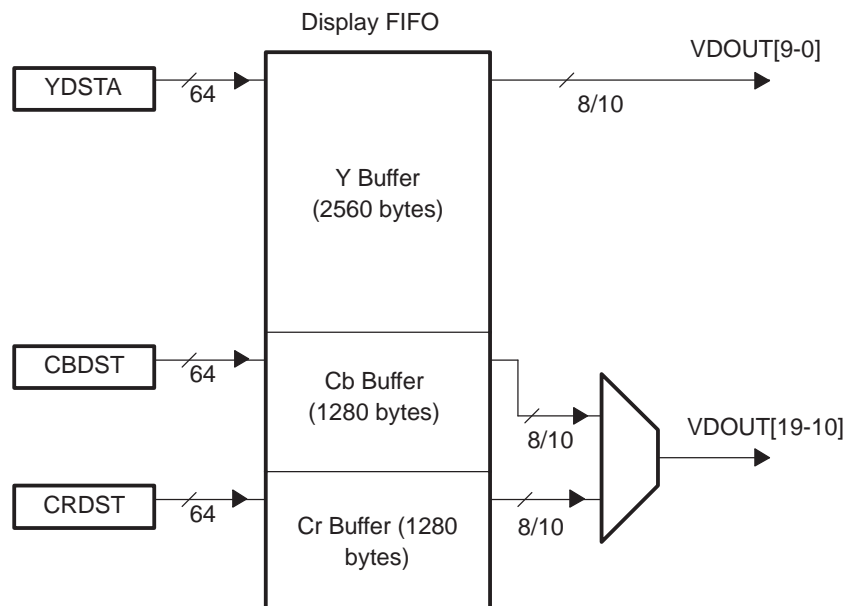 Display FIFO
VDOUT[9-0]
YDSTA
64
8/10
Y Buffer
(2560 bytes)
CBDST
64
Cb Buffer
(1280 bytes)
8/10
VDOUT[19-10]
CRDST
64
Cr Buffer (1280
bytes)
8/10